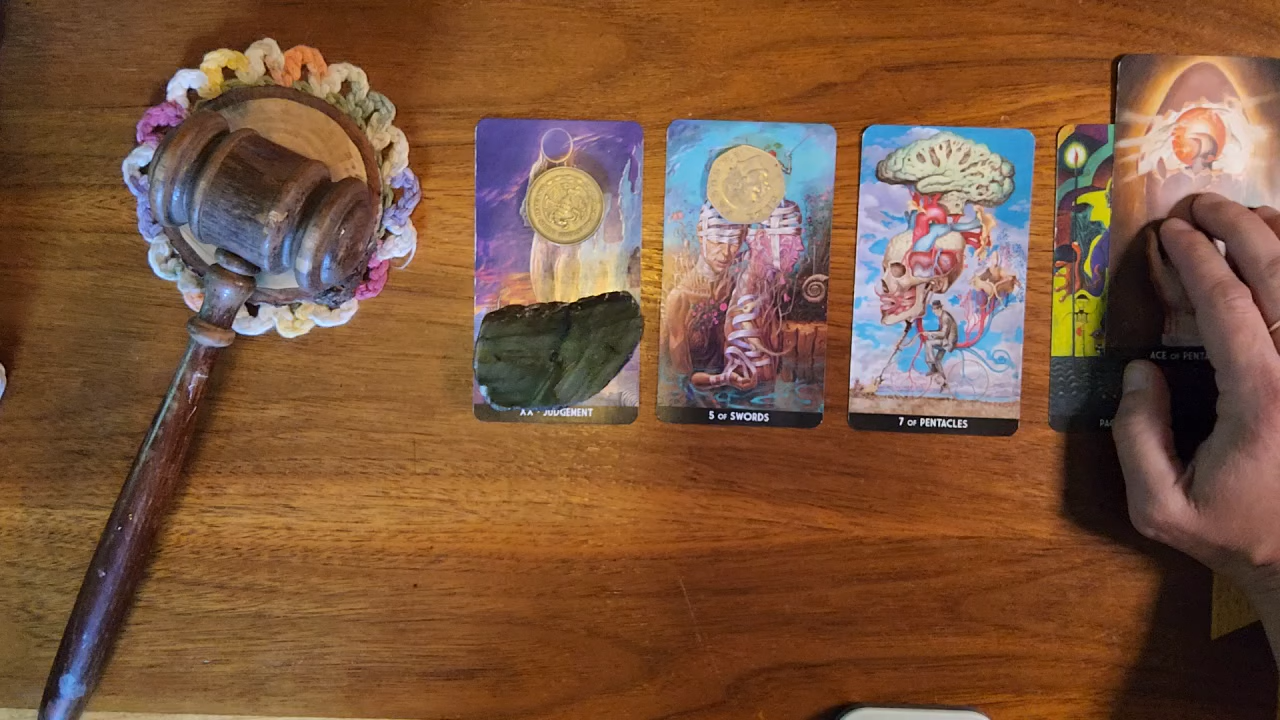 XX · JUDGEMENT
5 OF SWORDS
7 OF PENTACLES
ACE OF PENTA